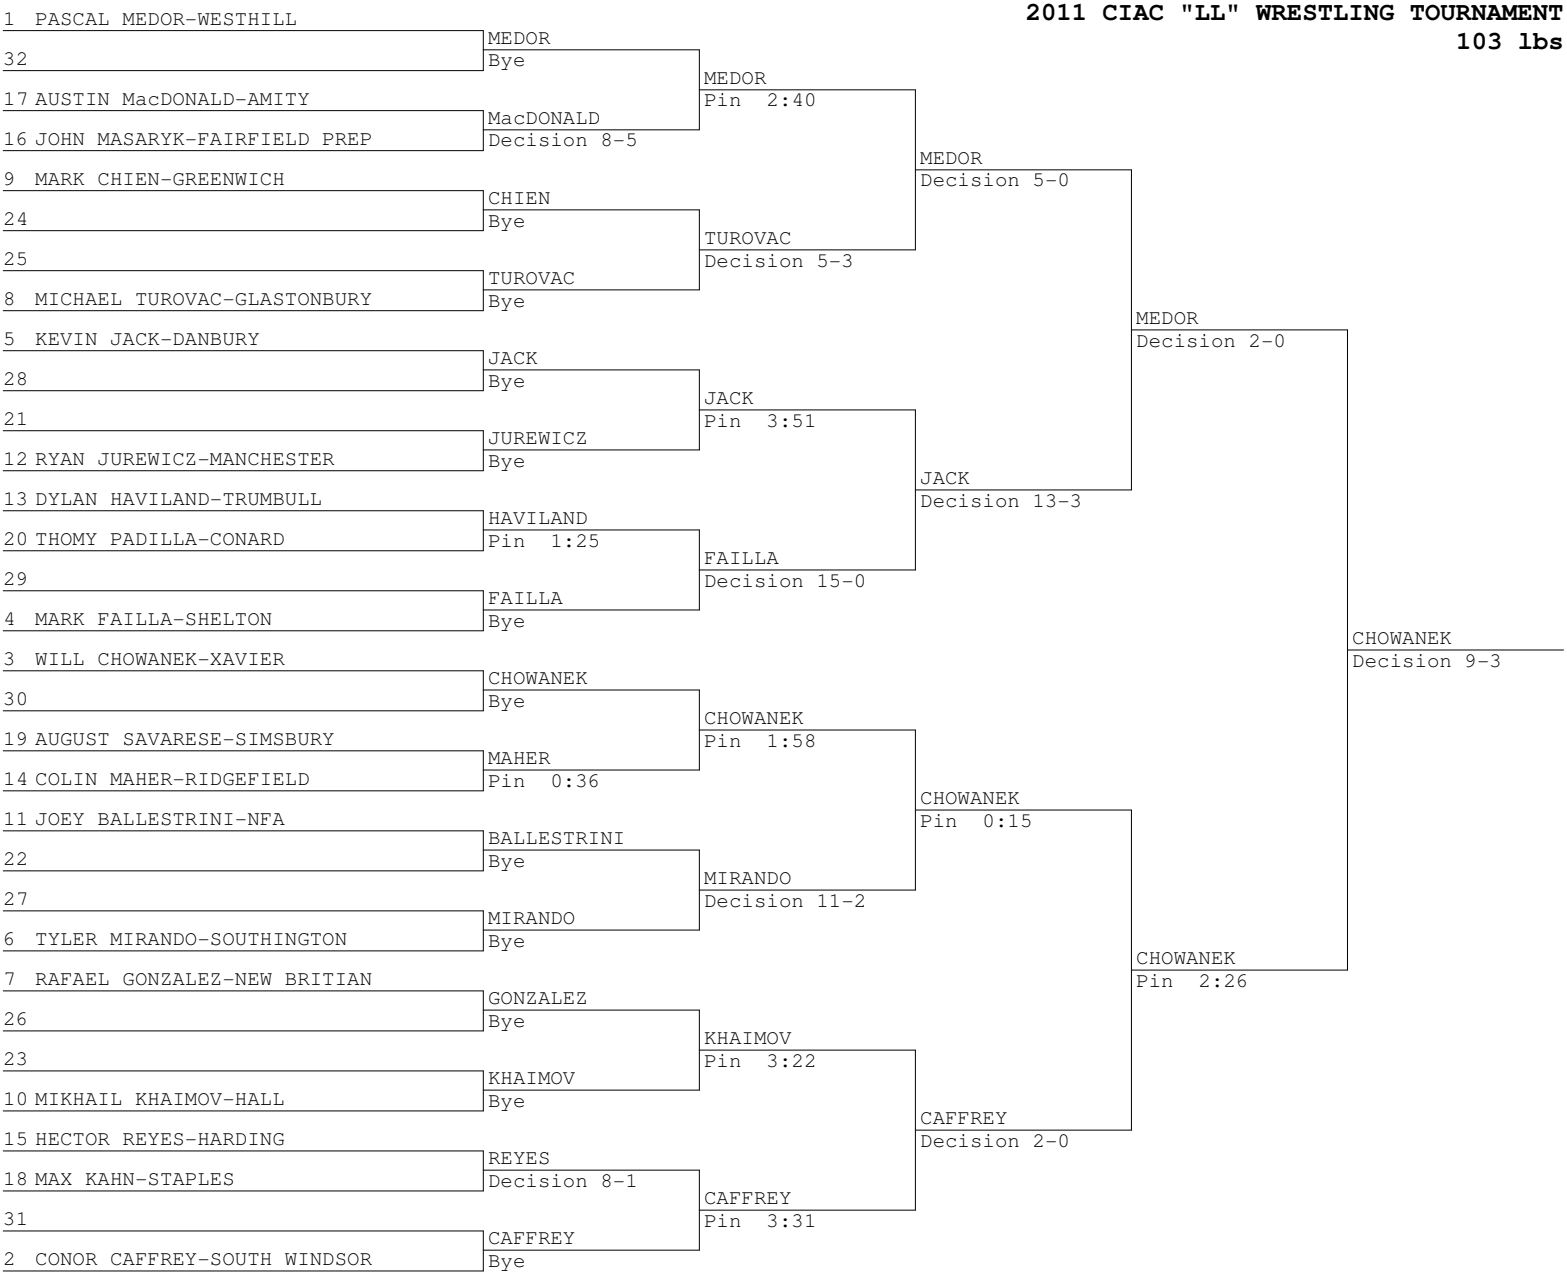 2011 CIAC "LL" WRESTLING TOURNAMENT
103 lbs
1 PASCAL MEDOR-WESTHILL
32
17 AUSTIN MacDONALD-AMITY
16 JOHN MASARYK-FAIRFIELD PREP
9 MARK CHIEN-GREENWICH
24
25
8 MICHAEL TUROVAC-GLASTONBURY
5 KEVIN JACK-DANBURY
28
21
12 RYAN JUREWICZ-MANCHESTER
13 DYLAN HAVILAND-TRUMBULL
20 THOMY PADILLA-CONARD
29
4 MARK FAILLA-SHELTON
3 WILL CHOWANEK-XAVIER
30
19 AUGUST SAVARESE-SIMSBURY
14 COLIN MAHER-RIDGEFIELD
11 JOEY BALLESTRINI-NFA
22
27
6 TYLER MIRANDO-SOUTHINGTON
7 RAFAEL GONZALEZ-NEW BRITIAN
26
23
10 MIKHAIL KHAIMOV-HALL
15 HECTOR REYES-HARDING
18 MAX KAHN-STAPLES
31
2 CONOR CAFFREY-SOUTH WINDSOR
MEDOR
Bye
MacDONALD
Decision 8-5
CHIEN
Bye
TUROVAC
Bye
JACK
Bye
JUREWICZ
Bye
HAVILAND
Pin 1:25
FAILLA
Bye
CHOWANEK
Bye
MAHER
Pin 0:36
BALLESTRINI
Bye
MIRANDO
Bye
GONZALEZ
Bye
KHAIMOV
Bye
REYES
Decision 8-1
CAFFREY
Bye
MEDOR
Pin 2:40
TUROVAC
Decision 5-3
JACK
Pin 3:51
FAILLA
Decision 15-0
CHOWANEK
Pin 1:58
MIRANDO
Decision 11-2
KHAIMOV
Pin 3:22
CAFFREY
Pin 3:31
MEDOR
Decision 5-0
JACK
Decision 13-3
CHOWANEK
Pin 0:15
CAFFREY
Decision 2-0
MEDOR
Decision 2-0
CHOWANEK
Pin 2:26
CHOWANEK
Decision 9-3